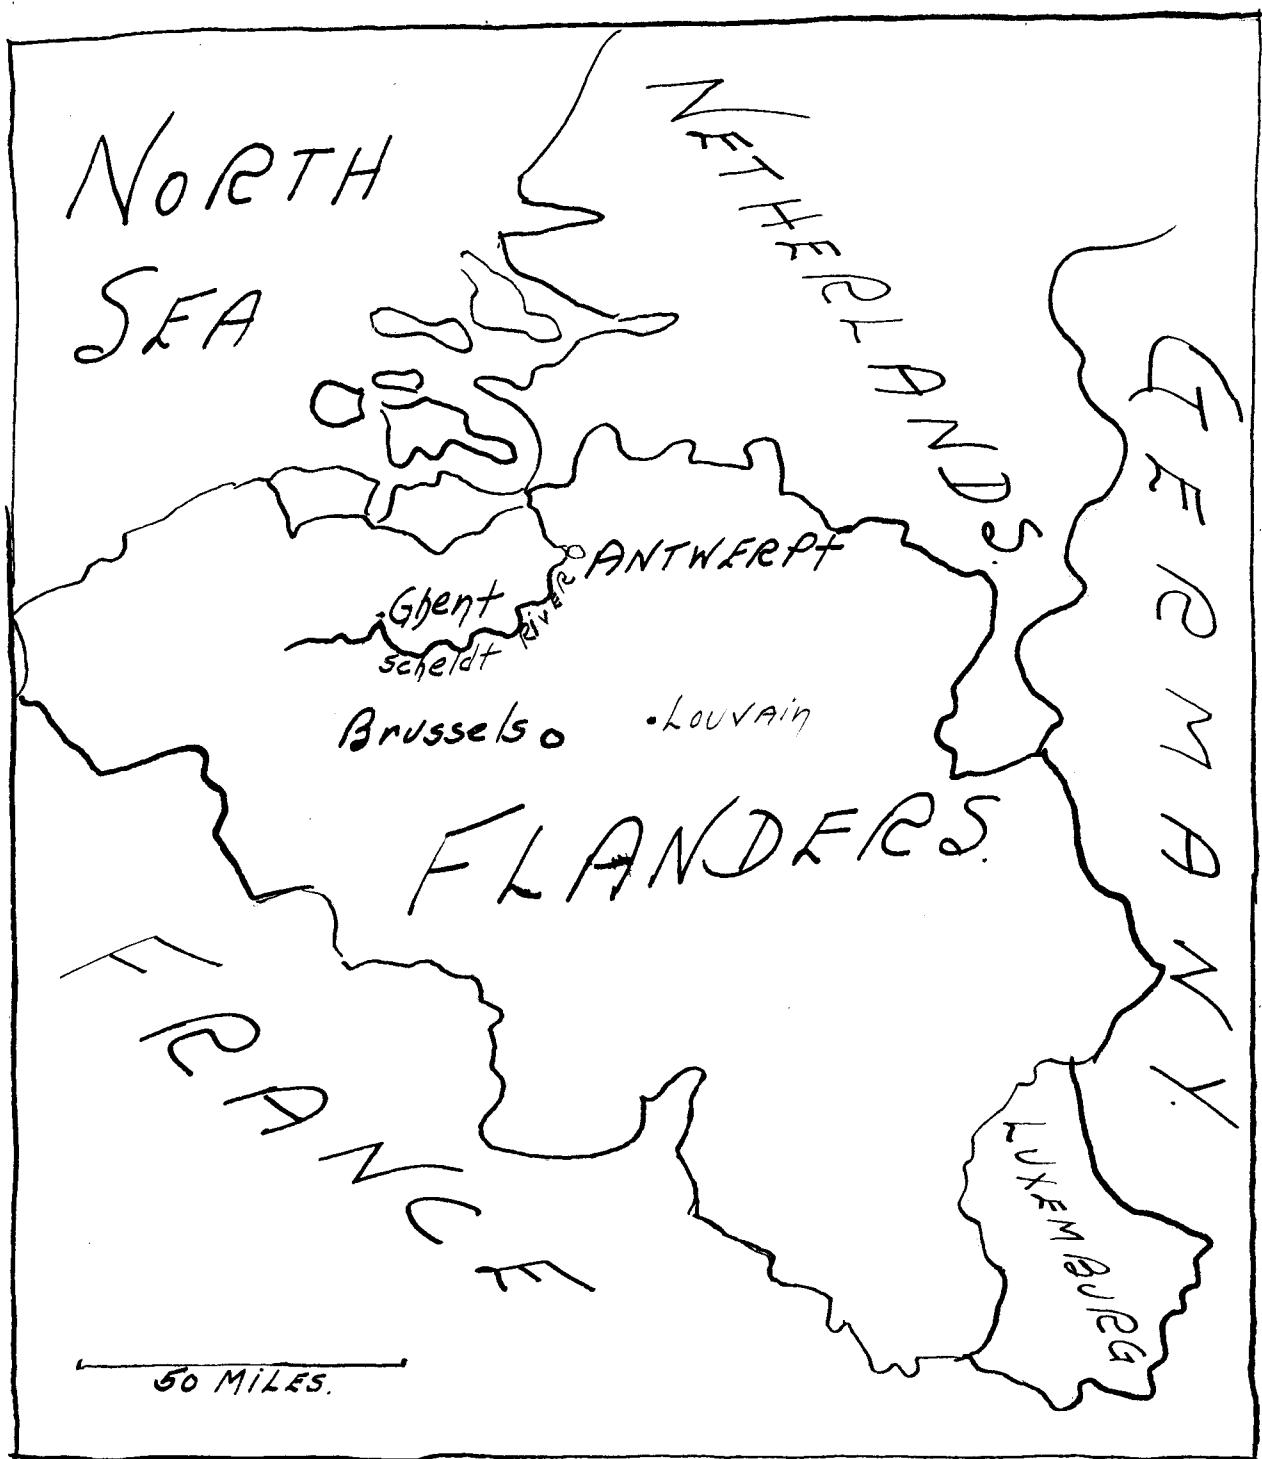 NORTH
SEA
NETHERLANDS.
GERMANY.
ANTWERPt
Ghent
Scheldt RiVER
Brussels
Louvain
FLANDERS.
FRANCE
LUXEMBURG
50 MiLES.